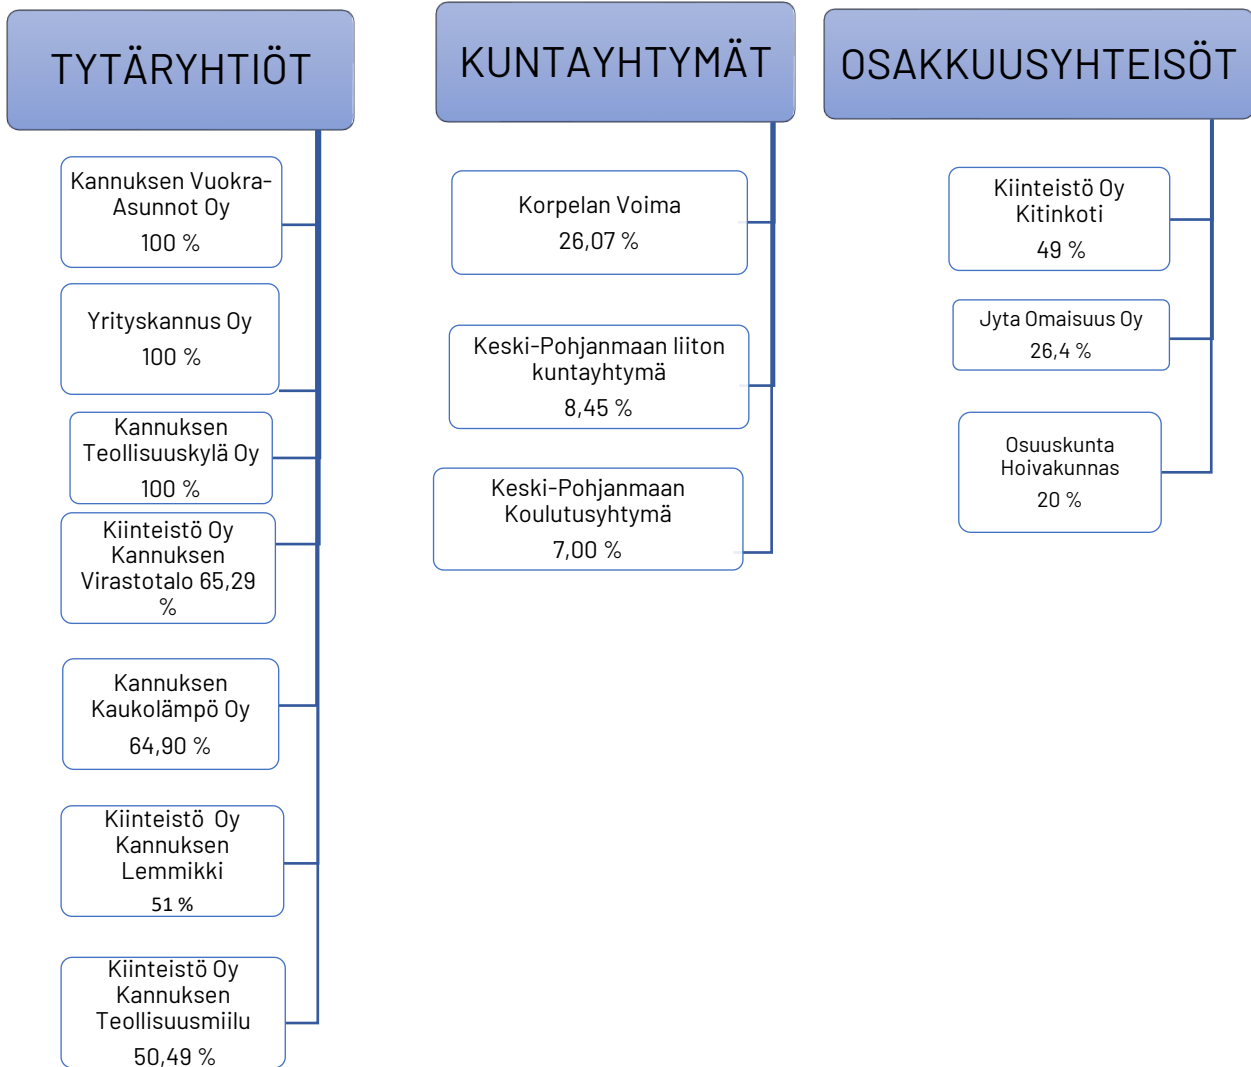 TYTÄRYHTIÖT
Kannuksen Vuokra-
Asunnot Oy
100 %
Yrityskannus Oy
100 %
Kannuksen
Teollisuuskylä Oy
100 %
Kiinteistö Oy
Kannuksen
Virastotalo 65,29
%
Kannuksen
Kaukolämpö Oy
64,90 %
Kiinteistö Oy
Kannuksen
Lemmikki
51 %
Kiinteistö Oy
Kannuksen
Teollisuusmiilu
50,49 %
KUNTAYHTYMÄT
Korpelan Voima
26,07 %
Keski-Pohjanmaan liiton
kuntayhtymä
8,45 %
Keski-Pohjanmaan
Koulutusyhtymä
7,00 %
OSAKKUUSYHTEISÖT
Kiinteistö Oy
Kitinkoti
49 %
Jyta Omaisuus Oy
26,4 %
Osuuskunta
Hoivakunnas
20 %